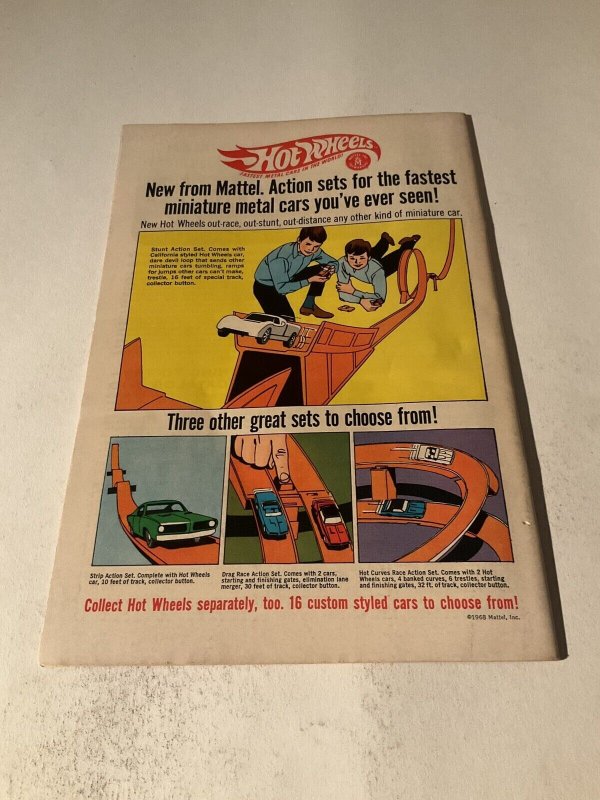 HOT WHEELS
FASTEST METAL CARS IN THE WORLD!
New from Mattel. Action sets for the fastest
miniature metal cars you've ever seen!
New Hot Wheels out-race, out-stunt, out-distance any other kind of miniature car.
Stunt Action Set. Comes with
California styled Hot Wheels car,
dare devil loop that sends other
miniature cars tumbling, ramps
for jumps other cars can't make,
trestle, 16 feet of special track,
collector button.
Three other great sets to choose from!
Strip Action Set. Complete with Hot Wheels
car, 10 feet of track, collector button.
Drag Race Action Set. Comes with 2 cars,
starting and finishing gates, elimination lane
merger, 30 feet of track, collector button.
Hot Curves Race Action Set. Comes with 2 Hot
Wheels cars, 4 banked curves, 6 trestles, starting
and finishing gates, 32 ft. of track, collector button.
Collect Hot Wheels separately, too. 16 custom styled cars to choose from!
©1968 Mattel, Inc.